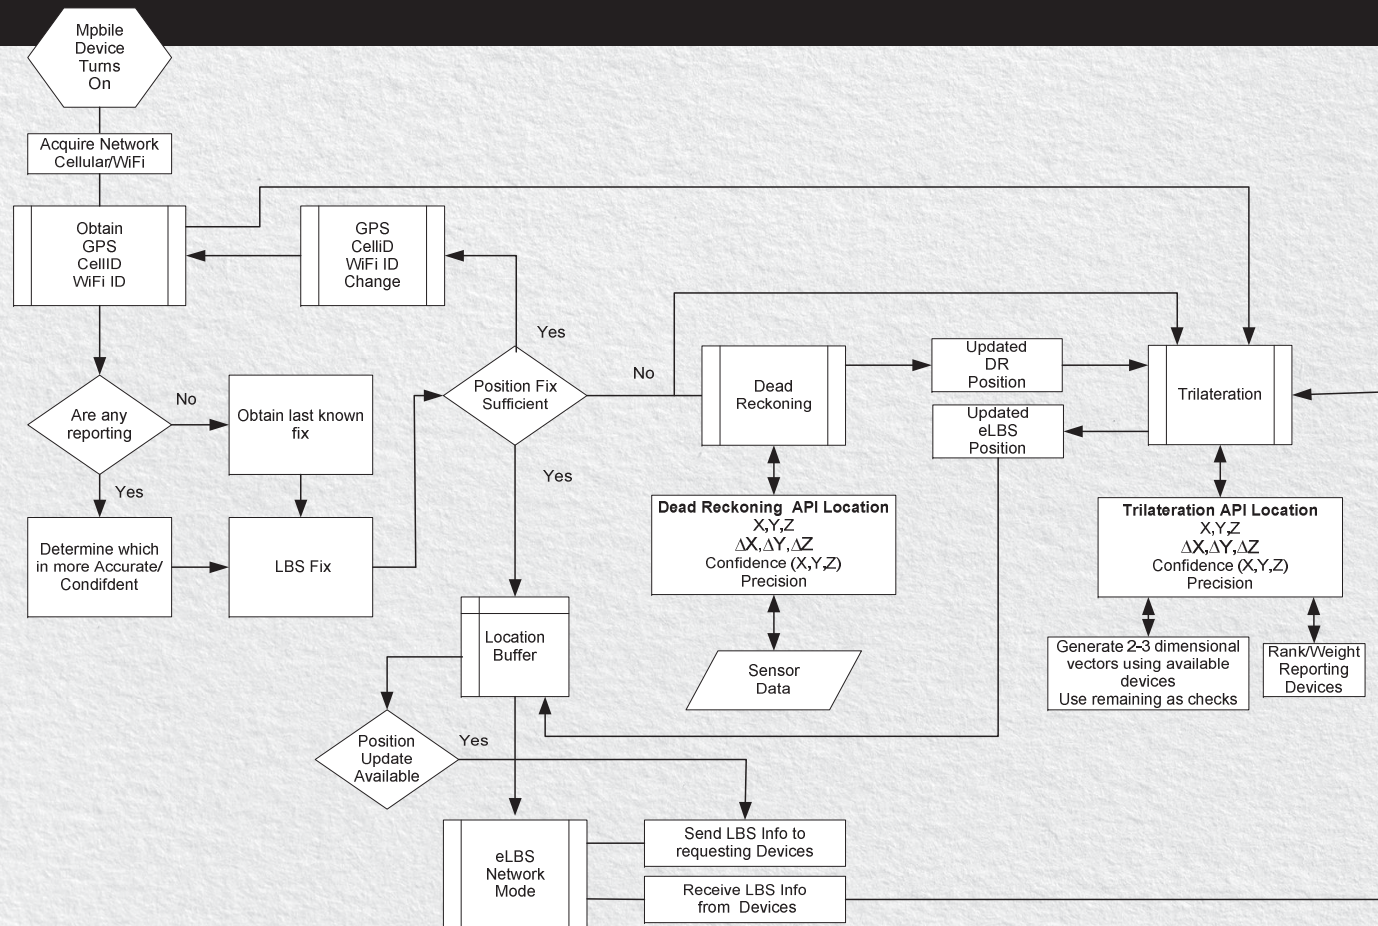 Mpbile
Device
Turns
On
Acquire Network
Cellular/WiFi
Obtain
GPS
CellID
WiFi ID
GPS
CelliD
WiFi ID
Change
Yes
Are any
reporting
No
Obtain last known
fix
Yes
Determine which
in more Accurate/
Condifdent
LBS Fix
Position Fix
Sufficient
No
Yes
Dead
Reckoning
Updated
DR
Position
Updated
eLBS
Position
Trilateration
Dead Reckoning API Location
X,Y,Z
ΔX,ΔY,ΔZ
Confidence (X,Y,Z)
Precision
Sensor
Data
Trilateration API Location
X,Y,Z
ΔX,ΔY,ΔZ
Confidence (X,Y,Z)
Precision
Generate 2-3 dimensional
vectors using available
devices
Use remaining as checks
Rank/Weight
Reporting
Devices
Location
Buffer
Position
Update
Available
Yes
eLBS
Network
Mode
Send LBS Info to
requesting Devices
Receive LBS Info
from Devices